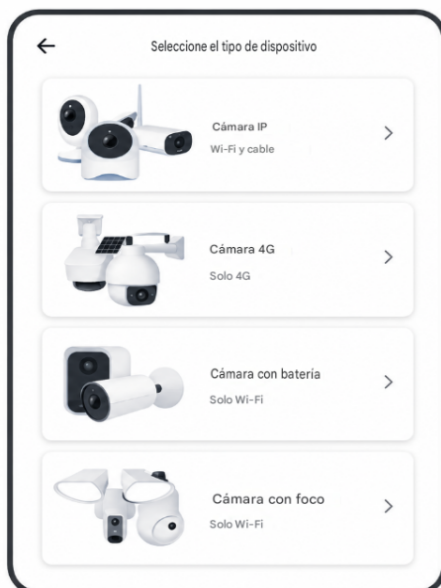 Seleccione el tipo de dispositivo
Cámara IP
Wi-Fi y cable
Cámara 4G
Solo 4G
Cámara con batería
Solo Wi-Fi
Cámara con foco
Solo Wi-Fi